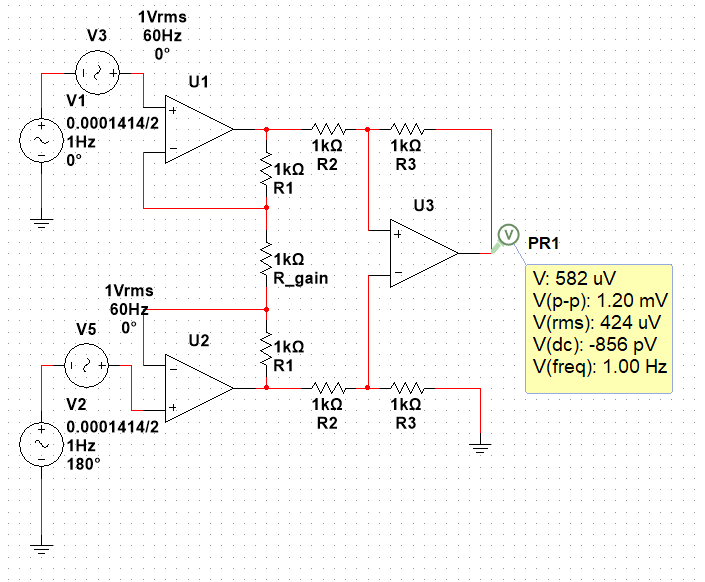 1Vrms
60Hz
0°
V3
U1
V1
0.0001414/2
1Hz
0°
1kΩ
R2
1kΩ
R3
1kΩ
R1
U3
PR1
1kΩ
R_gain
V: 582 uV
V(p-p): 1.20 mV
V(rms): 424 uV
V(dc): -856 pV
V(freq): 1.00 Hz
1Vrms
60Hz
0°
V5
U2
1kΩ
R1
V2
0.0001414/2
1Hz
180°
1kΩ
R2
1kΩ
R3